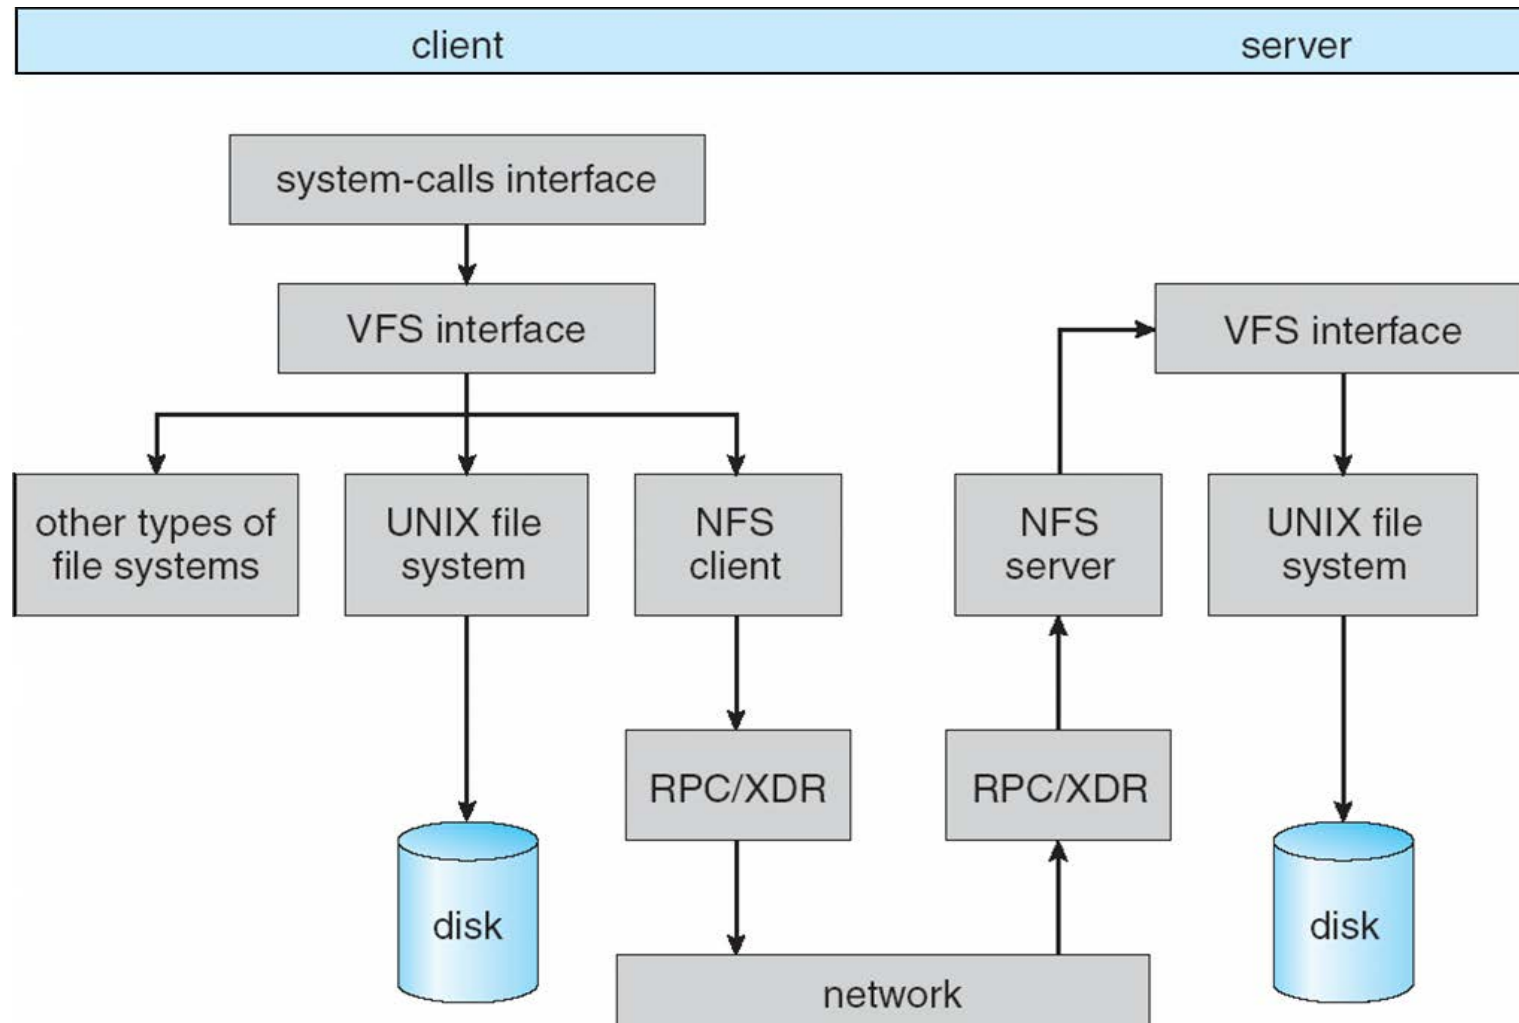 client
server
system-calls interface
VFS interface
VFS interface
other types of
file systems
UNIX file
system
NFS
client
NFS
server
UNIX file
system
RPC/XDR
RPC/XDR
disk
disk
network